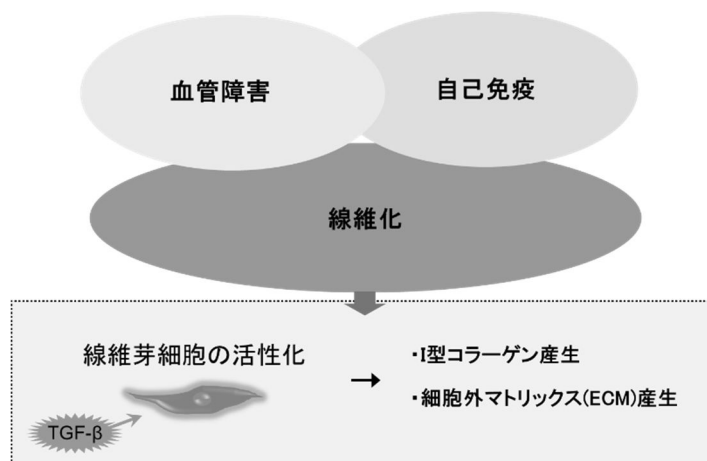 血管障害
自己免疫
線維化
線維芽細胞の活性化
→
・I型コラーゲン産生
・細胞外マトリックス(ECM)産生
TGF-β